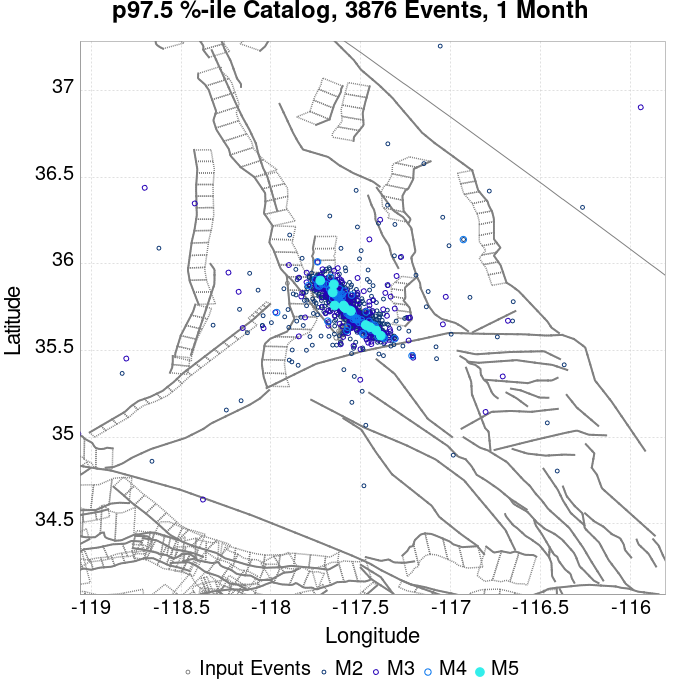 p97.5 %-ile Catalog, 3876 Events, 1 Month
37
36.5
36
35.5
35
34.5
Latitude
-119 -118.5 -118 -117.5 -117 -116.5 -116
Longitude
Input Events M2 M3 M4 M5